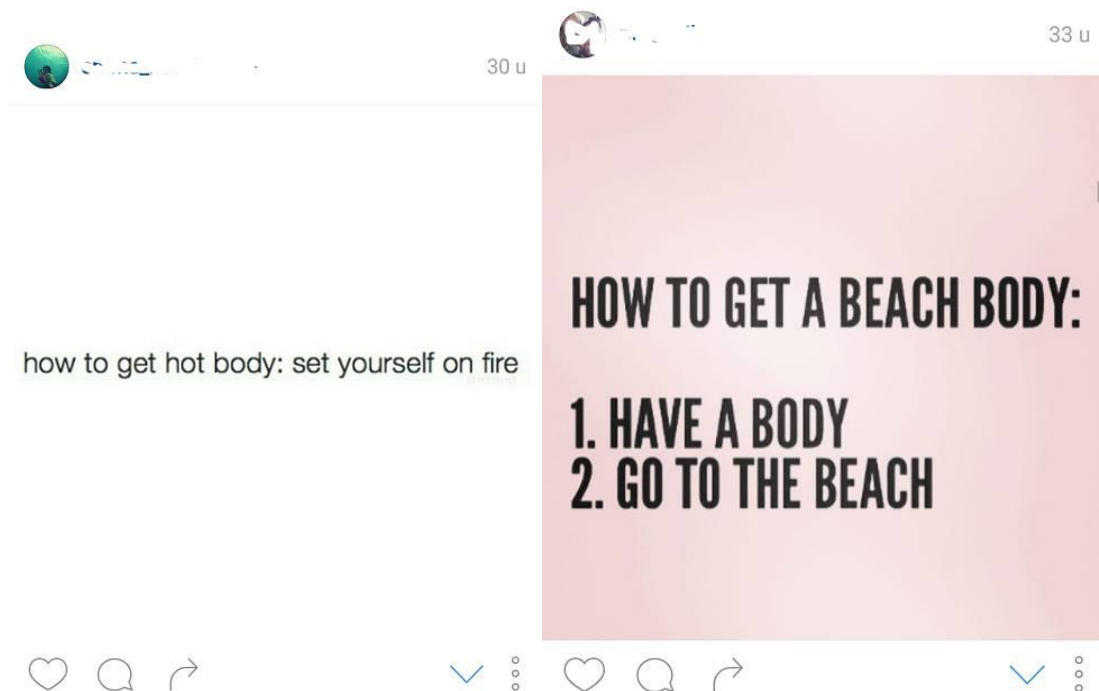 30 u
how to get hot body: set yourself on fire
33 u
HOW TO GET A BEACH BODY:
1. HAVE A BODY
2. GO TO THE BEACH